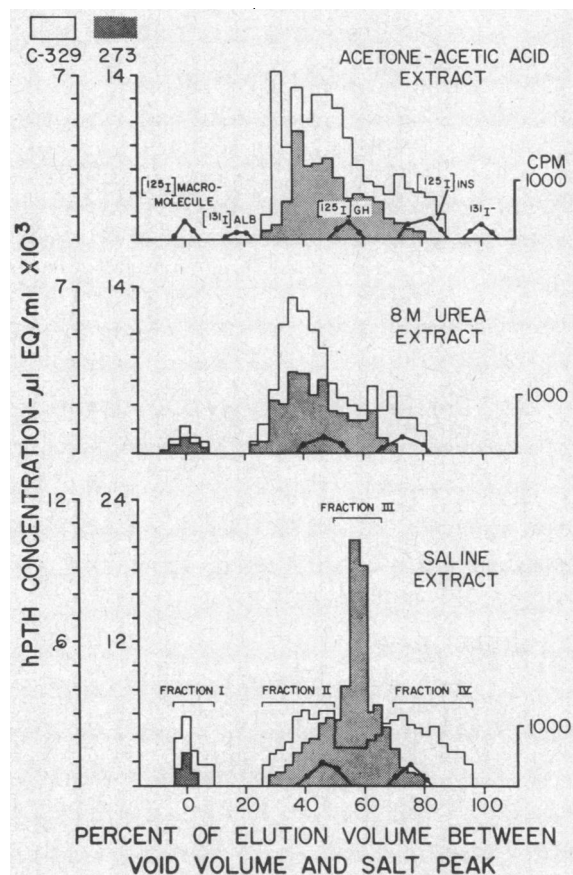 C-329 273
ACETONE-ACETIC ACID
EXTRACT
7 14
CPM
1000
[125I] MACRO-
MOLECULE
[131I] ALB
[125I] GH
[125I] INS
131I-
7 14
8 M UREA
EXTRACT
1000
12 24
FRACTION III
SALINE
EXTRACT
6 12
FRACTION I FRACTION II FRACTION IV
1000
0 20 40 60 80 100
hPTH CONCENTRATION-µl EQ/ml X10³
PERCENT OF ELUTION VOLUME BETWEEN
VOID VOLUME AND SALT PEAK